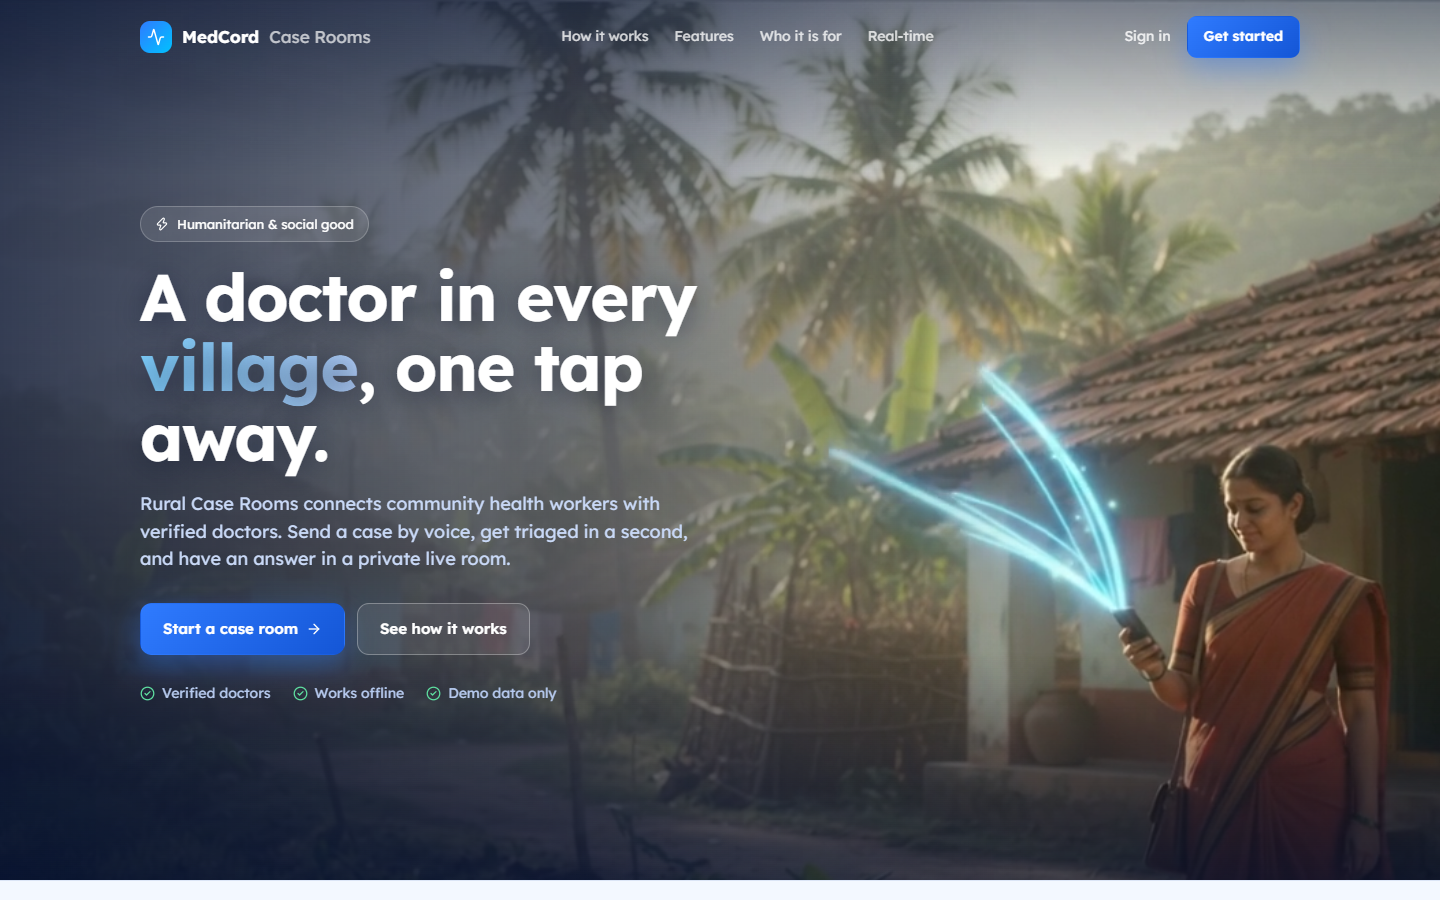 MedCord Case Rooms
How it works
Features
Who it is for
Real-time
Sign in
Get started
Humanitarian & social good
A doctor in every
village, one tap
away.
Rural Case Rooms connects community health workers with
verified doctors. Send a case by voice, get triaged in a second,
and have an answer in a private live room.
Start a case room
See how it works
Verified doctors
Works offline
Demo data only